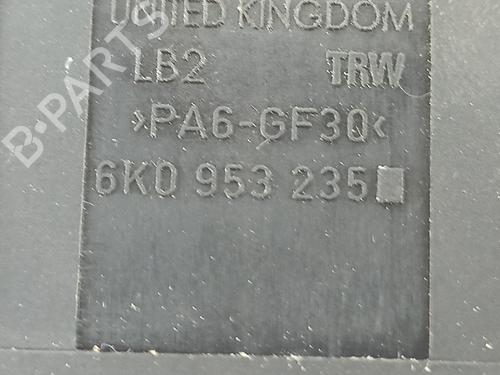 UNITED KINGDOM
LB2 TRW
>PA6-GF30<
6K0 953 235
B-PARTS